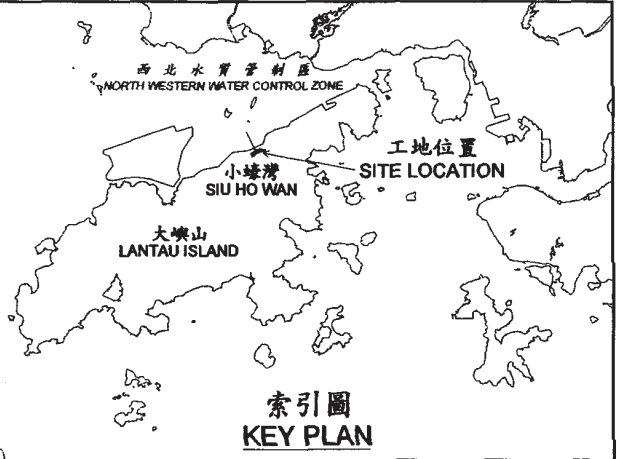 西北水質管制區
NORTH WESTERN WATER CONTROL ZONE
工地位置
SITE LOCATION
小蠔灣
SIU HO WAN
大嶼山
LANTAU ISLAND
索引圖
KEY PLAN